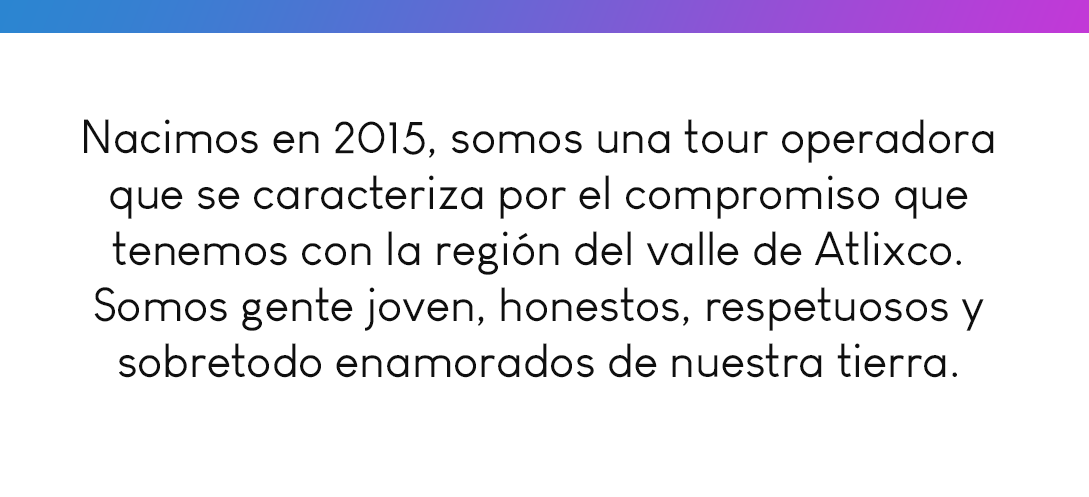 Nacimos en 2015, somos una tour operadora
que se caracteriza por el compromiso que
tenemos con la región del valle de Atlixco.
Somos gente joven, honestos, respetuosos y
sobretodo enamorados de nuestra tierra.